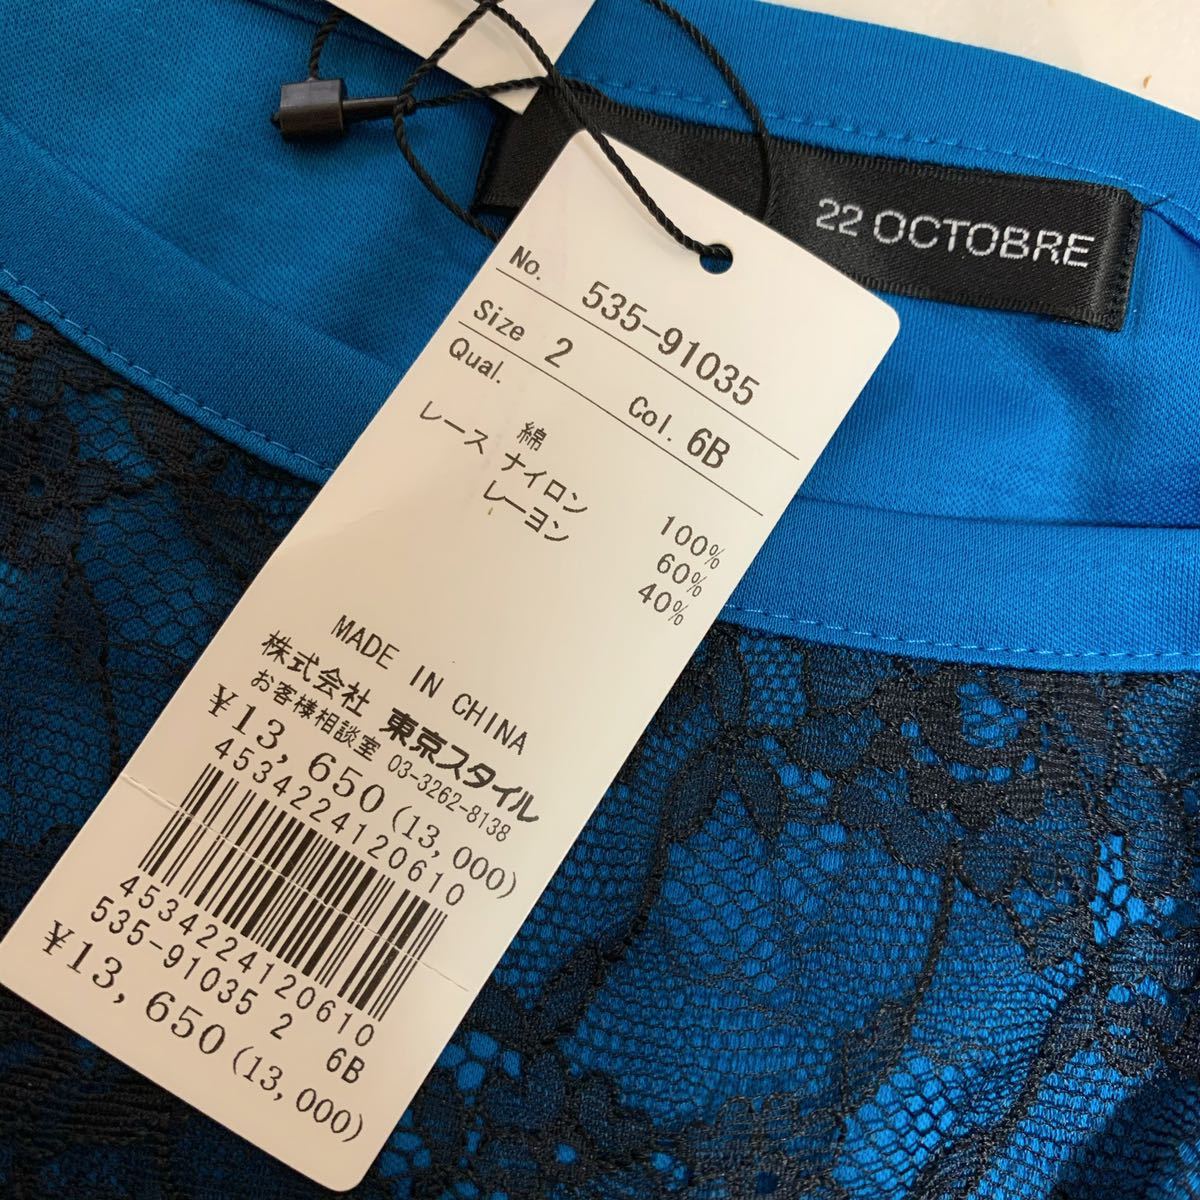 22 OCTOBRE
No. 535-91035
Size 2 Col. 6B
Qual.
綿 100%
レース ナイロン 60%
レーヨン 40%
MADE IN CHINA
株式会社 東京スタイル
お客様相談室 03-3262-8138
¥13,650 (13,000)
4534224120610
4534224120610
535-91035 2 6B
¥13,650 (13,000)